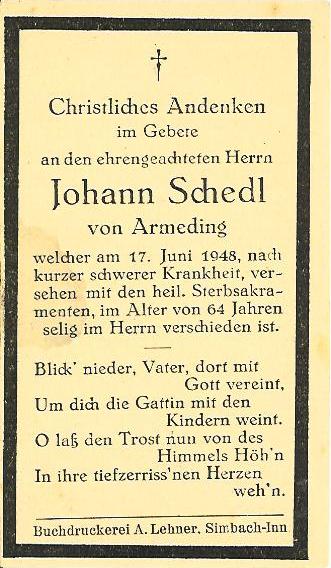 Christliches Andenken
im Gebete
an den ehrengeachteten Herrn
Johann Schedl
von Armeding
welcher am 17. Juni 1948, nach
kurzer schwerer Krankheit, ver-
sehen mit den heil. Sterbsakra-
menten, im Alter von 64 Jahren
selig im Herrn verschieden ist.
Blick' nieder, Vater, dort mit
Gott vereint,
Um dich die Gattin mit den
Kindern weint.
O laß den Trost nun von des
Himmels Höh'n
In ihre tiefzerriss'nen Herzen
weh'n.
Buchdruckerei A. Lehner, Simbach-Inn